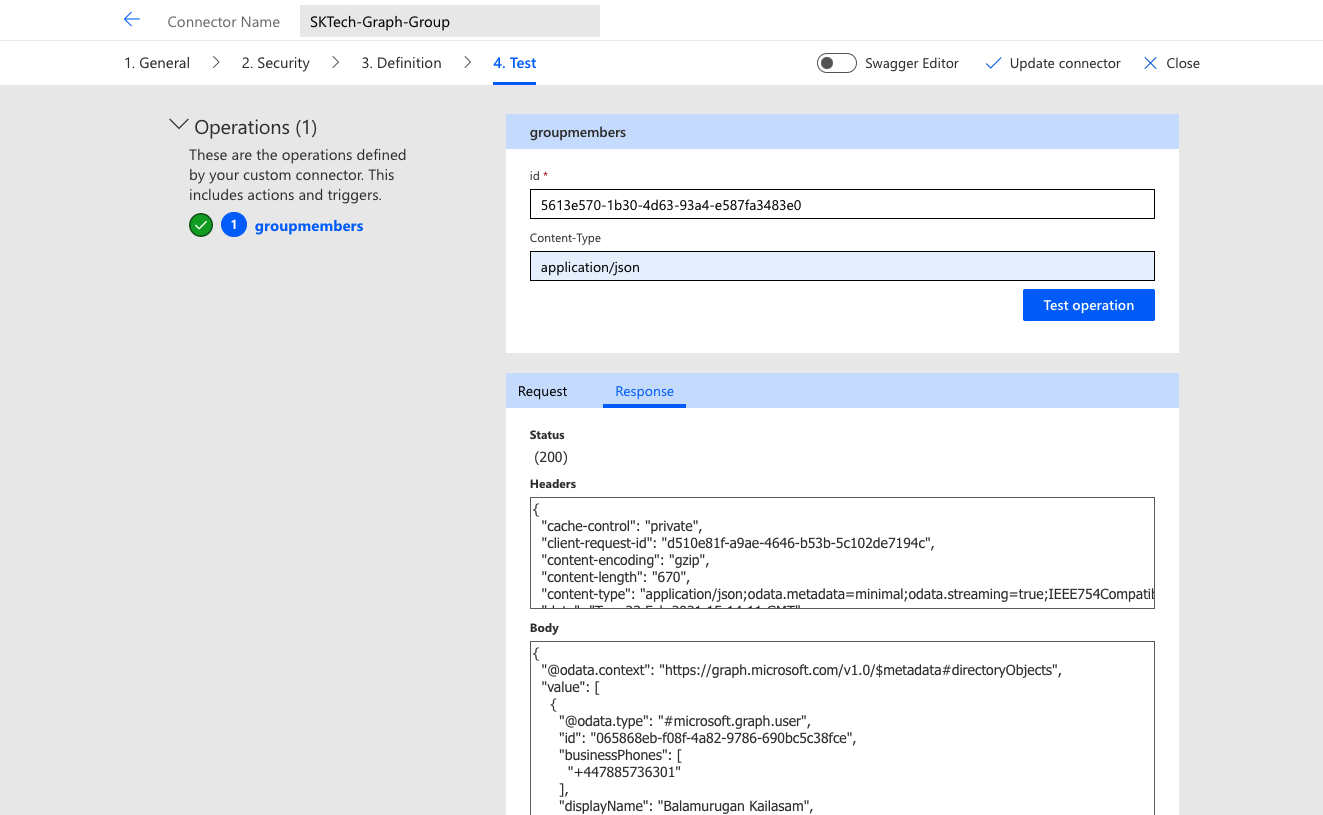 Connector Name
SKTech-Graph-Group
1. General
2. Security
3. Definition
4. Test
Swagger Editor
Update connector
Close
Operations (1)
These are the operations defined
by your custom connector. This
includes actions and triggers.
1 groupmembers
groupmembers
id *
5613e570-1b30-4d63-93a4-e587fa3483e0
Content-Type
application/json
Test operation
Request
Response
Status
(200)
Headers
{
"cache-control": "private",
"client-request-id": "d510e81f-a9ae-4646-b53b-5c102de7194c",
"content-encoding": "gzip",
"content-length": "670",
"content-type": "application/json;odata.metadata=minimal;odata.streaming=true;IEEE754Compatib
Body
{
"@odata.context": "https://graph.microsoft.com/v1.0/$metadata#directoryObjects",
"value": [
{
"@odata.type": "#microsoft.graph.user",
"id": "065868eb-f08f-4a82-9786-690bc5c38fce",
"businessPhones": [
"+447885736301"
],
"displayName": "Balamurugan Kailasam",